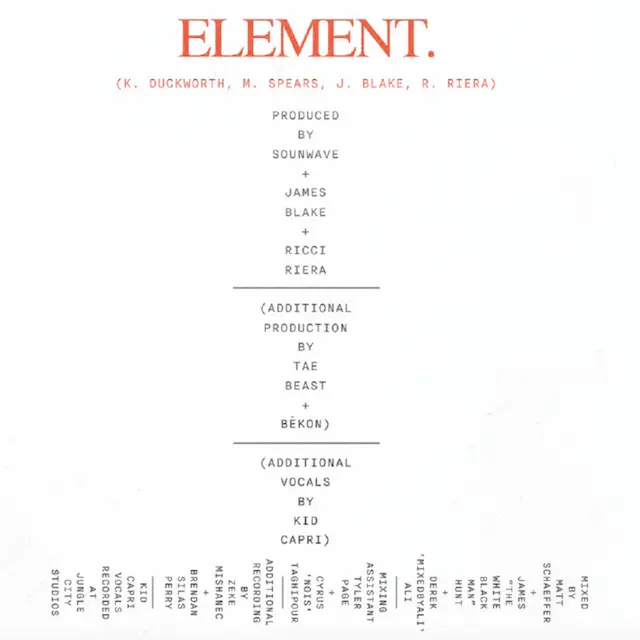 ELEMENT.
(K. DUCKWORTH, M. SPEARS, J. BLAKE, R. RIERA)
PRODUCED
BY
SOUNWAVE
+
JAMES
BLAKE
+
RICCI
RIERA
(ADDITIONAL
PRODUCTION
BY
TAE
BEAST
+
BĒKON)
(ADDITIONAL
VOCALS
BY
KID
CAPRI)
MIXED
BY
MATT
SCHAEFFER
+
JAMES
"THE
WHITE
BLACK
MAN"
HUNT
+
DEREK
'MIXEDBYALI'
ALI
MIXING
ASSISTANT
TYLER
PAGE
+
CYRUS
'NOIS'
TAGHIPOUR
ADDITIONAL
RECORDING
BY
ZEKE
MISHANEC
+
BRENDAN
SILAS
PERRY
KID
CAPRI
VOCALS
RECORDED
AT
JUNGLE
CITY
STUDIOS